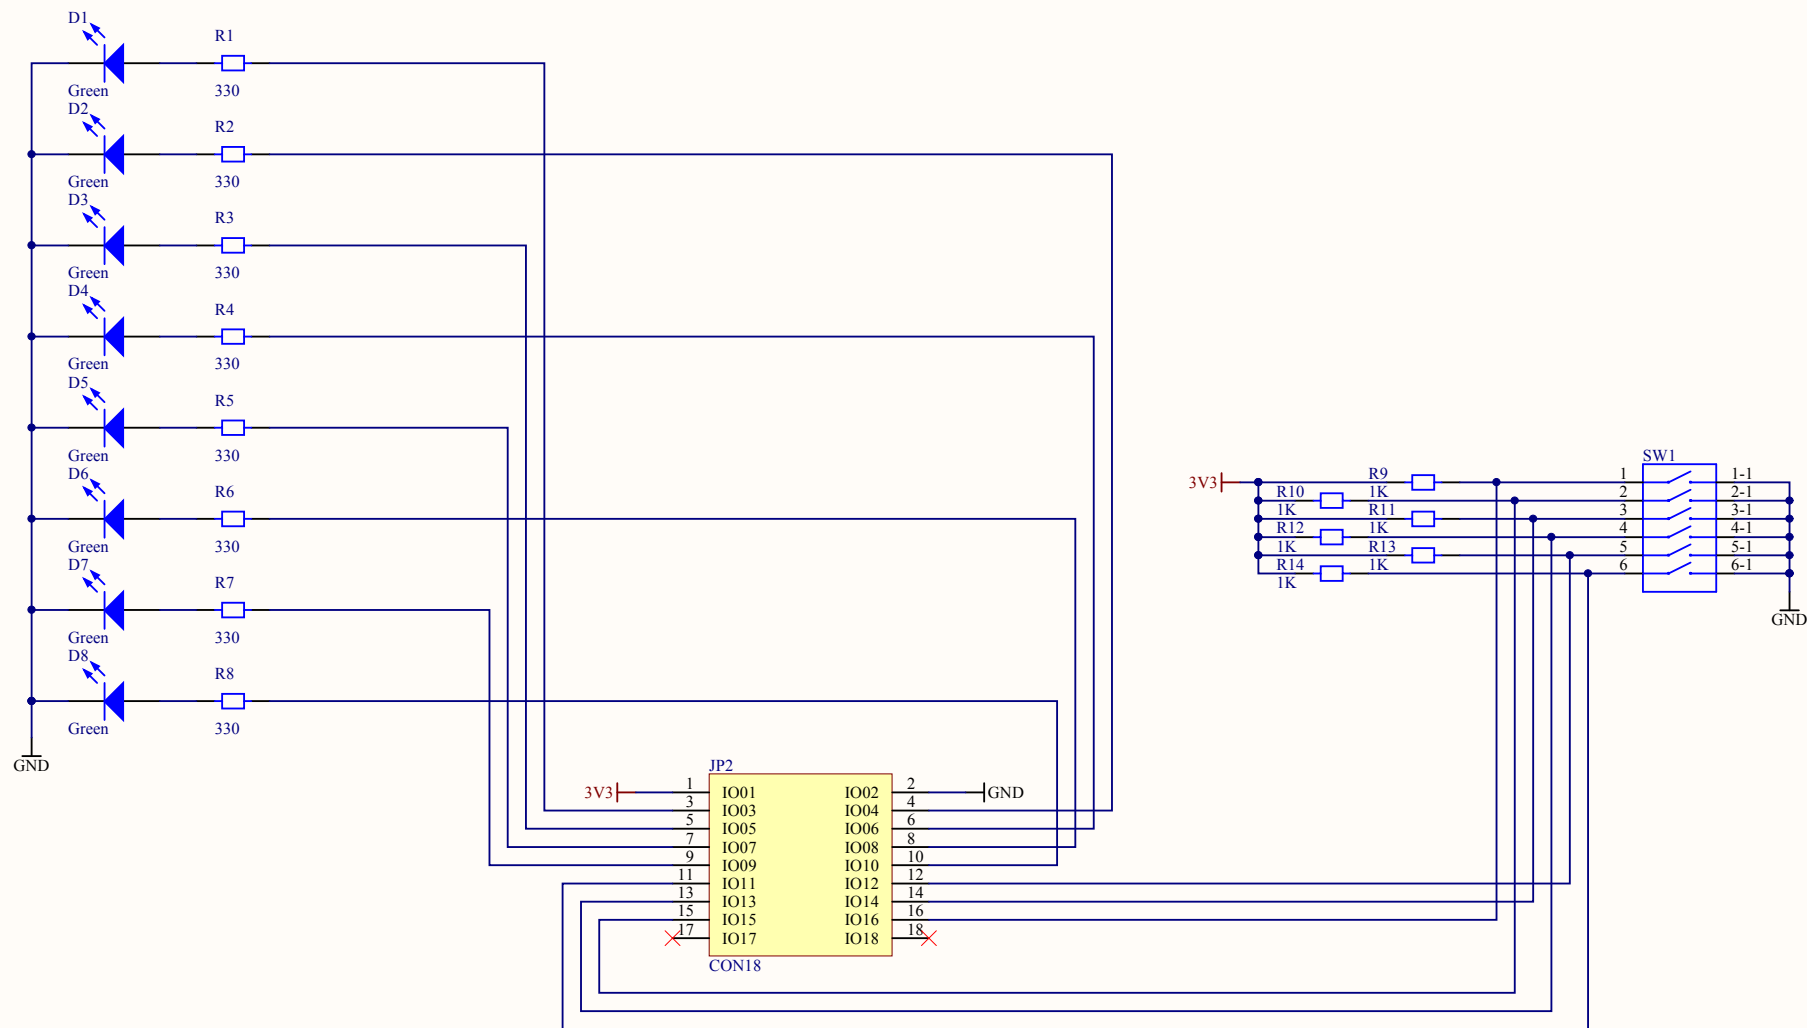 D1
R1
Green
330
D2
R2
Green
330
D3
R3
Green
330
D4
R4
Green
330
D5
R5
Green
330
D6
R6
Green
330
D7
R7
Green
330
D8
R8
Green
330
GND
3V3
R9
1K
R10
1K
R11
1K
R12
1K
R13
1K
R14
1K
SW1
1 1-1
2 2-1
3 3-1
4 4-1
5 5-1
6 6-1
GND
JP2
3V3 1 IO01 IO02 2 GND
3 IO03 IO04 4
5 IO05 IO06 6
7 IO07 IO08 8
9 IO09 IO10 10
11 IO11 IO12 12
13 IO13 IO14 14
15 IO15 IO16 16
17 IO17 IO18 18
CON18